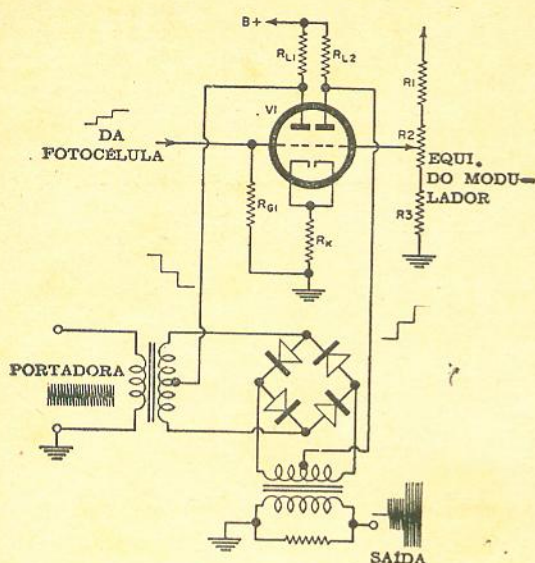 B+
RL1
RL2
V1
R1
DA
FOTOCÉLULA
R2
EQUI.
DO MODU-
LADOR
R3
RG1
RK
PORTADORA
SAÍDA